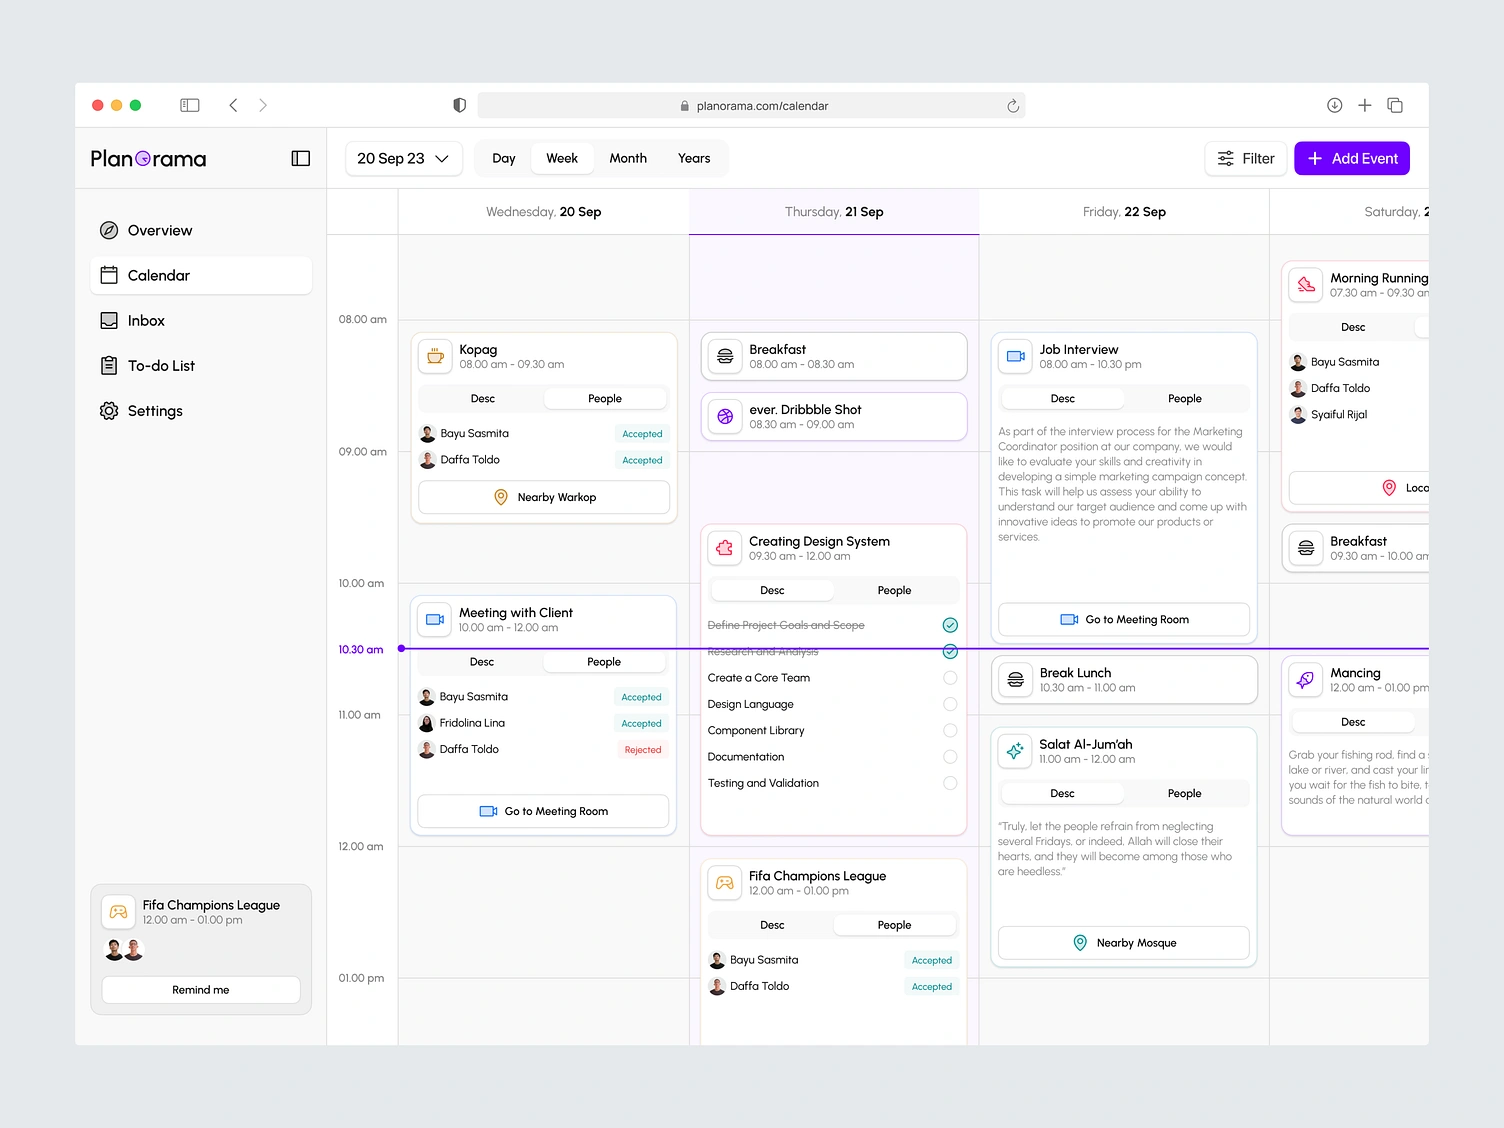 planorama.com/calendar
Planorama
20 Sep 23
Day
Week
Month
Years
Filter
Add Event
Overview
Calendar
Inbox
To-do List
Settings
Fifa Champions League
12.00 am - 01.00 pm
Remind me
Wednesday, 20 Sep
Thursday, 21 Sep
Friday, 22 Sep
Saturday, 2
08.00 am
09.00 am
10.00 am
10.30 am
11.00 am
12.00 am
01.00 pm
Kopag
08.00 am - 09.30 am
Desc
People
Bayu Sasmita
Accepted
Daffa Toldo
Accepted
Nearby Warkop
Meeting with Client
10.00 am - 12.00 am
Desc
People
Bayu Sasmita
Accepted
Fridolina Lina
Accepted
Daffa Toldo
Rejected
Go to Meeting Room
Breakfast
08.00 am - 08.30 am
ever. Dribbble Shot
08.30 am - 09.00 am
Creating Design System
09.30 am - 12.00 am
Desc
People
Define Project Goals and Scope
Research and Analysis
Create a Core Team
Design Language
Component Library
Documentation
Testing and Validation
Fifa Champions League
12.00 am - 01.00 pm
Desc
People
Bayu Sasmita
Accepted
Daffa Toldo
Accepted
Job Interview
08.00 am - 10.30 pm
Desc
People
As part of the interview process for the Marketing
Coordinator position at our company, we would
like to evaluate your skills and creativity in
developing a simple marketing campaign concept.
This task will help us assess your ability to
understand our target audience and come up with
innovative ideas to promote our products or
services.
Go to Meeting Room
Break Lunch
10.30 am - 11.00 am
Salat Al-Jum'ah
11.00 am - 12.00 am
Desc
People
"Truly, let the people refrain from neglecting
several Fridays, or indeed, Allah will close their
hearts, and they will become among those who
are heedless."
Nearby Mosque
Morning Running
07.30 am - 09.30 am
Desc
Bayu Sasmita
Daffa Toldo
Syaiful Rijal
Loca
Breakfast
09.30 am - 10.00 am
Mancing
12.00 am - 01.00 pm
Desc
Grab your fishing rod, find a
lake or river, and cast your lin
you wait for the fish to bite, t
sounds of the natural world